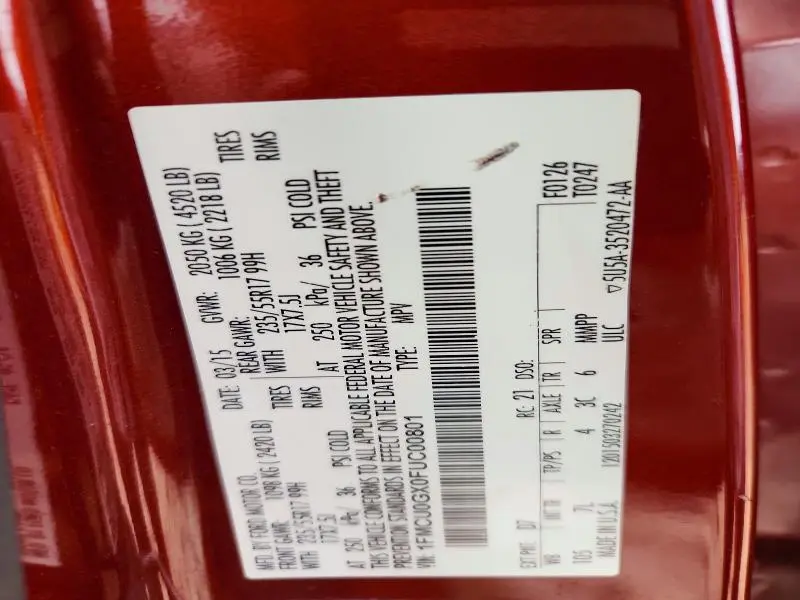 MFD. BY FORD MOTOR CO.
DATE: 03/15 GVWR: 2050 KG ( 4520 LB)
FRONT GAWR: 1098 KG ( 2420 LB) REAR GAWR: 1006 KG ( 2218 LB)
WITH 235/55R17 99H TIRES WITH 235/55R17 99H TIRES
17X7.5J RIMS 17X7.5J RIMS
AT 250 kPa/ 36 PSI COLD AT 250 kPa/ 36 PSI COLD
THIS VEHICLE CONFORMS TO ALL APPLICABLE FEDERAL MOTOR VEHICLE SAFETY AND THEFT
PREVENTION STANDARDS IN EFFECT ON THE DATE OF MANUFACTURE SHOWN ABOVE.
VIN: 1FMCU0GX0FUC00801 TYPE: MPV
EXT PNT: D7 RC: 21 DSO: F0126
WB INT TR TP/PS R AXLE TR SPR T0247
105 7L 4 3C 6 MMPP
1201503270242 ULC
MADE IN U.S.A. 5U5A-3520472-AA